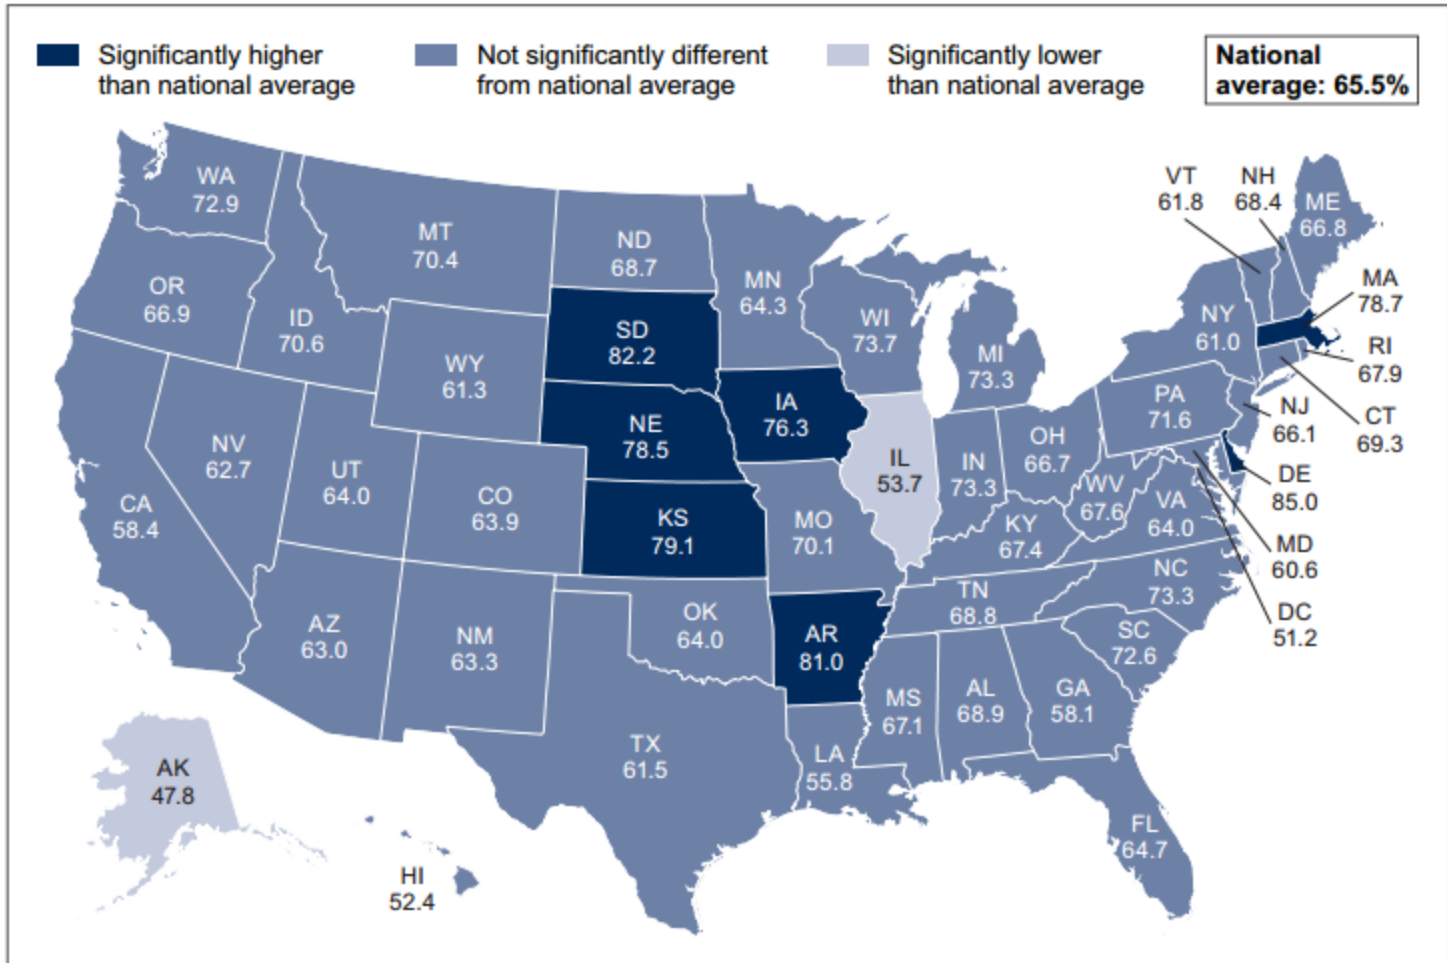 Significantly higher
than national average
Not significantly different
from national average
Significantly lower
than national average
National
average: 65.5%
WA
72.9
MT
70.4
ND
68.7
MN
64.3
VT
61.8
NH
68.4
ME
66.8
OR
66.9
ID
70.6
WY
61.3
SD
82.2
WI
73.7
MI
73.3
NY
61.0
MA
78.7
RI
67.9
CT
69.3
NJ
66.1
PA
71.6
DE
85.0
MD
60.6
DC
51.2
NV
62.7
UT
64.0
CO
63.9
NE
78.5
IA
76.3
IL
53.7
IN
73.3
OH
66.7
WV
67.6
VA
64.0
CA
58.4
KS
79.1
MO
70.1
KY
67.4
NC
73.3
TN
68.8
SC
72.6
AZ
63.0
NM
63.3
OK
64.0
AR
81.0
MS
67.1
AL
68.9
GA
58.1
TX
61.5
LA
55.8
FL
64.7
AK
47.8
HI
52.4